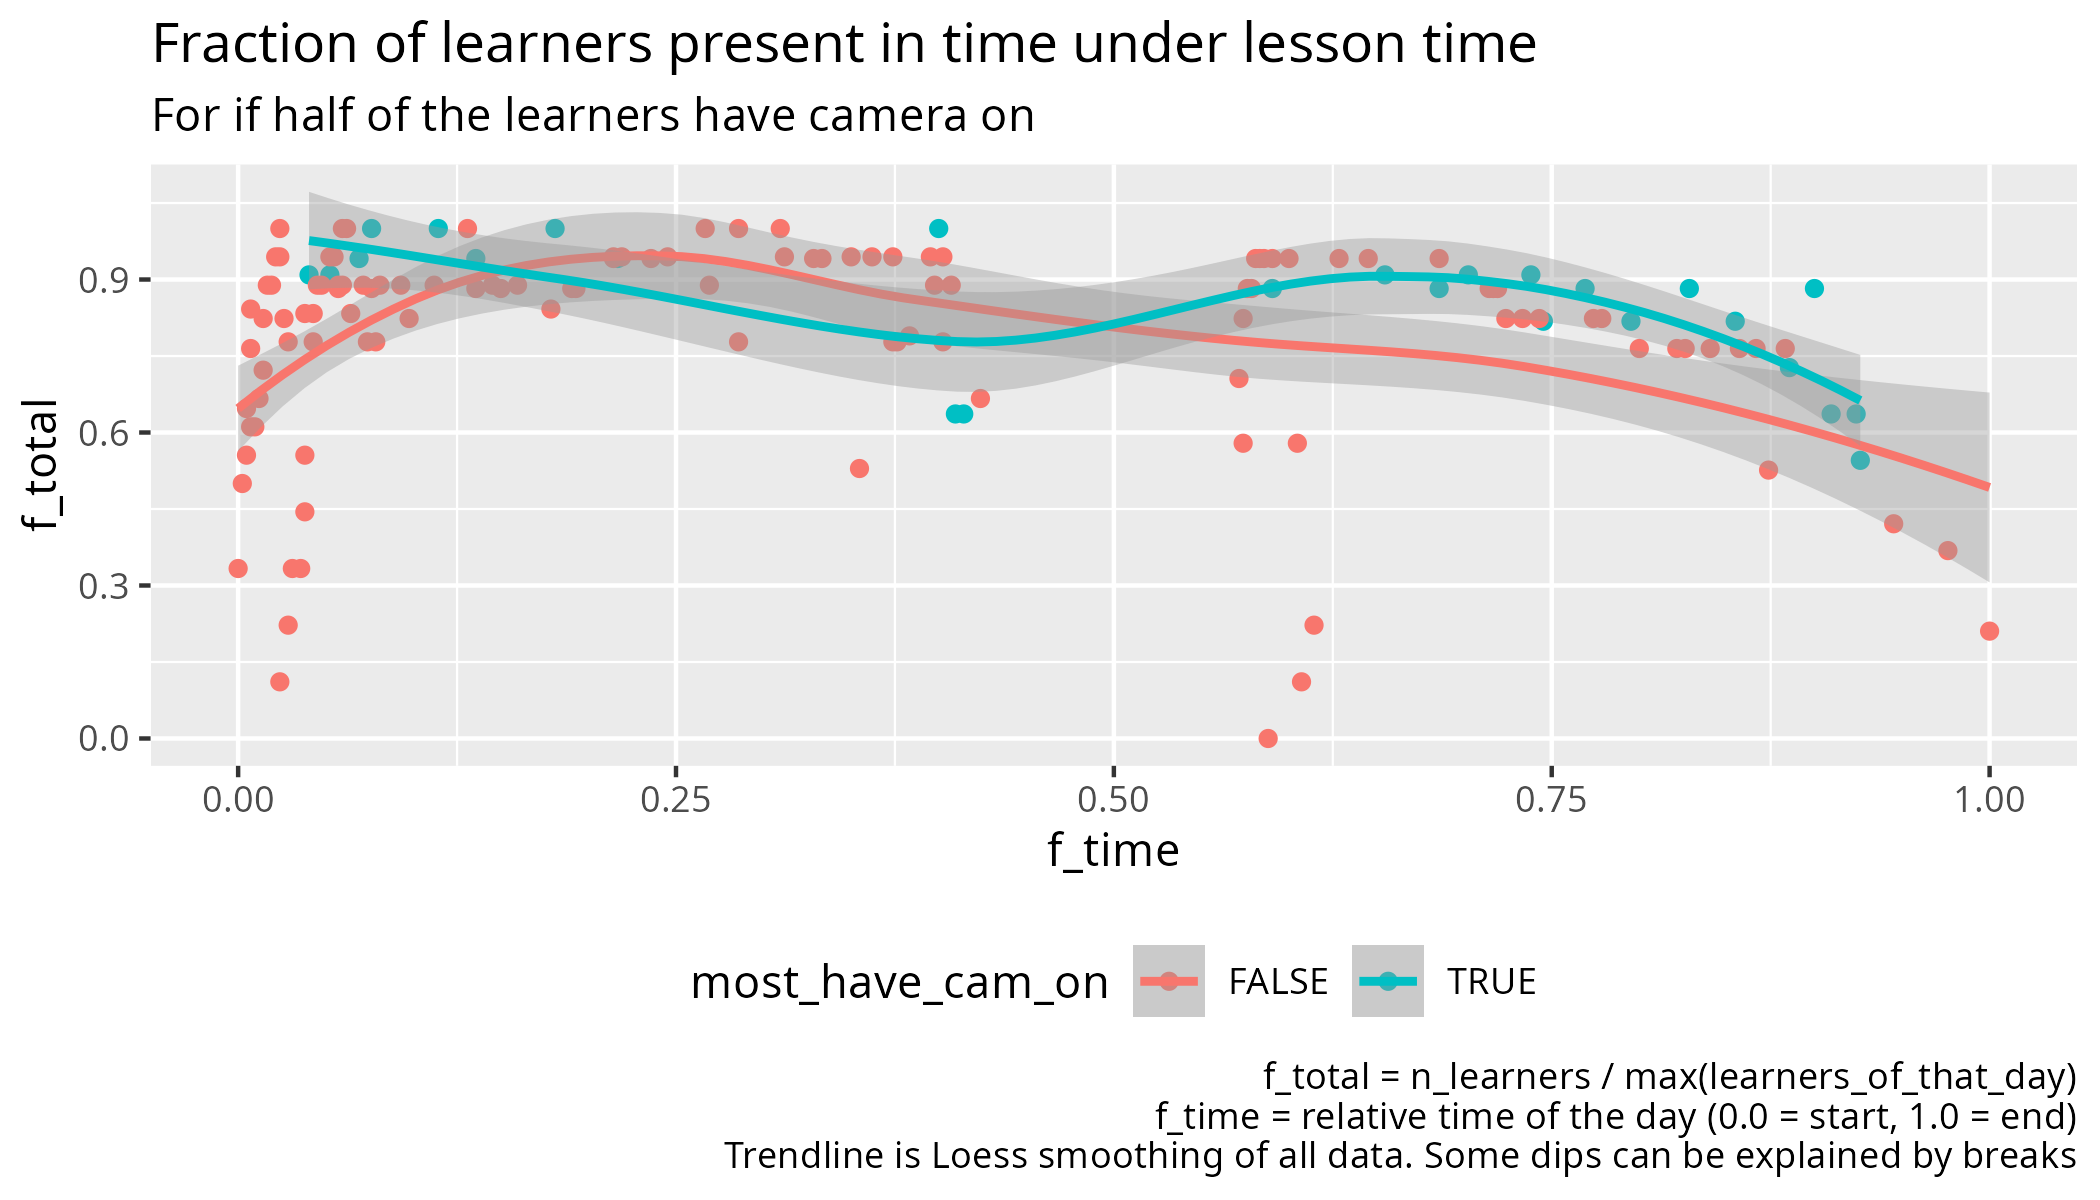 Fraction of learners present in time under lesson time
For if half of the learners have camera on
f_total
0.9
0.6
0.3
0.0
0.00 0.25 0.50 0.75 1.00
f_time
most_have_cam_on FALSE TRUE
f_total = n_learners / max(learners_of_that_day)
f_time = relative time of the day (0.0 = start, 1.0 = end)
Trendline is Loess smoothing of all data. Some dips can be explained by breaks